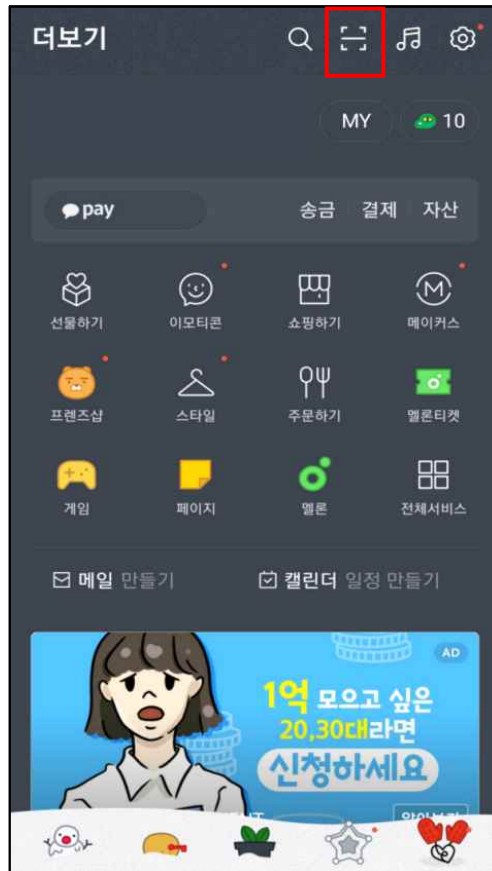 더보기
MY 10
pay 송금 결제 자산
선물하기 이모티콘 쇼핑하기 메이커스
프렌즈샵 스타일 주문하기 멜론티켓
게임 페이지 멜론 전체서비스
메일 만들기 캘린더 일정 만들기
AD
1억 모으고 싶은
20,30대라면
신청하세요